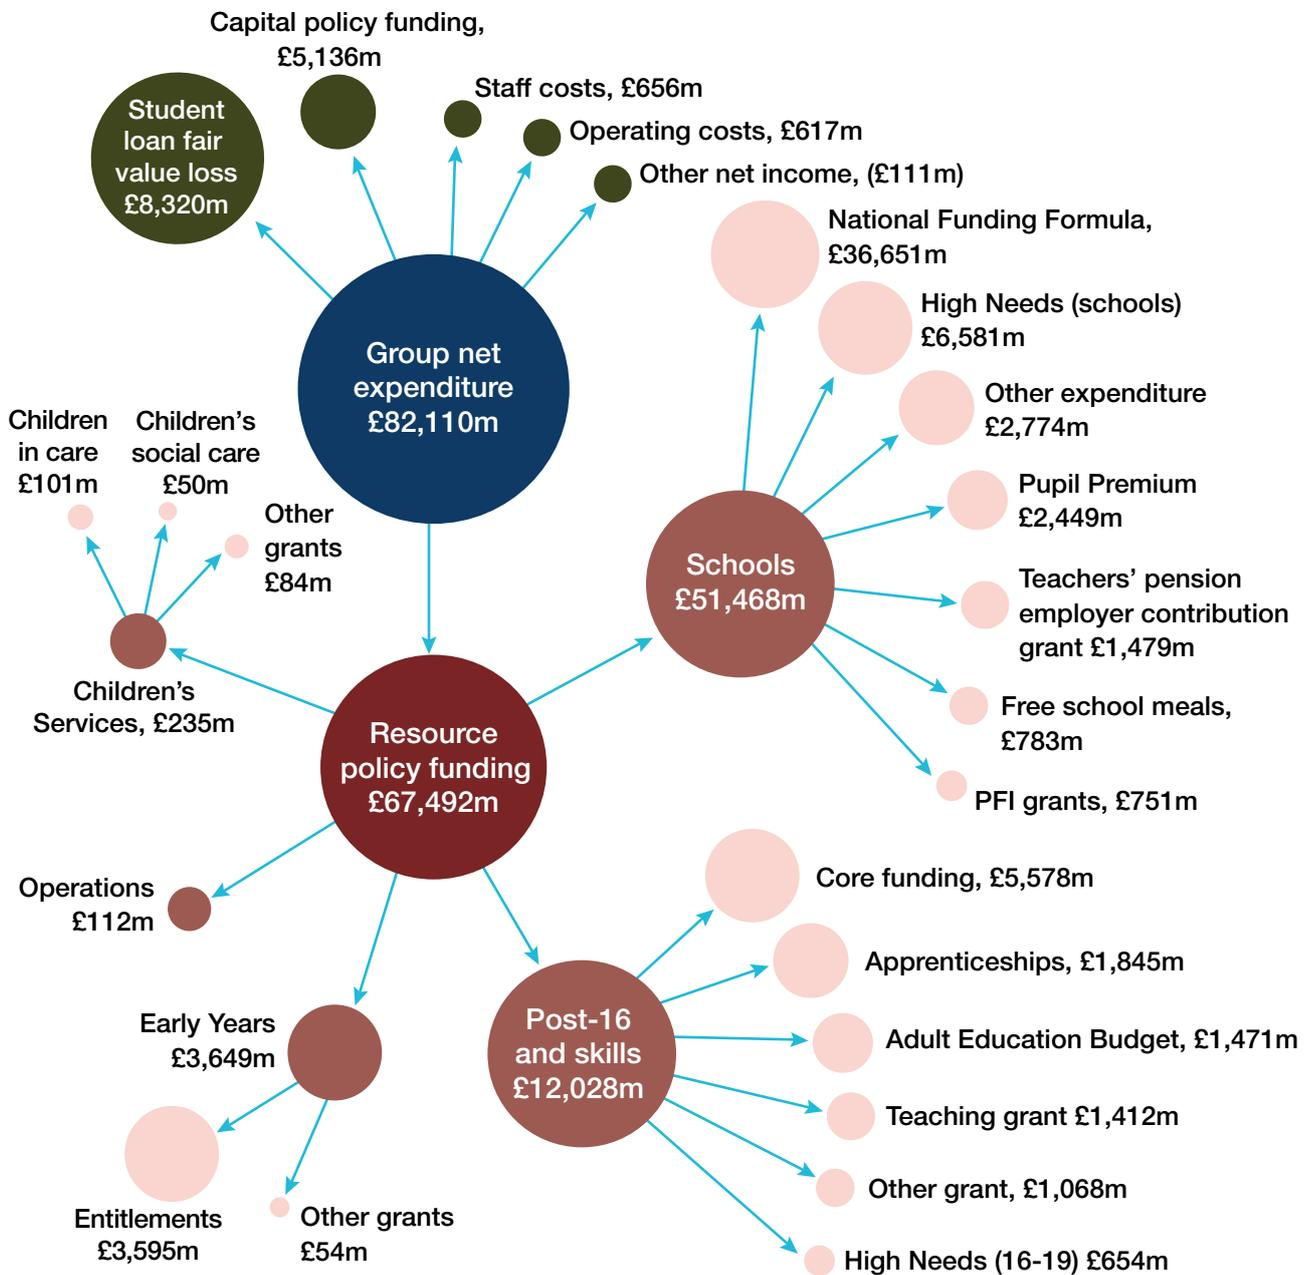 Capital policy funding,
£5,136m
Student
loan fair
value loss
£8,320m
Staff costs, £656m
Operating costs, £617m
Other net income, (£111m)
National Funding Formula,
£36,651m
High Needs (schools)
£6,581m
Other expenditure
£2,774m
Pupil Premium
£2,449m
Teachers’ pension
employer contribution
grant £1,479m
Free school meals,
£783m
PFI grants, £751m
Group net
expenditure
£82,110m
Schools
£51,468m
Children
in care
£101m
Children’s
social care
£50m
Other
grants
£84m
Children’s
Services, £235m
Resource
policy funding
£67,492m
Operations
£112m
Early Years
£3,649m
Entitlements
£3,595m
Other grants
£54m
Post-16
and skills
£12,028m
Core funding, £5,578m
Apprenticeships, £1,845m
Adult Education Budget, £1,471m
Teaching grant £1,412m
Other grant, £1,068m
High Needs (16-19) £654m